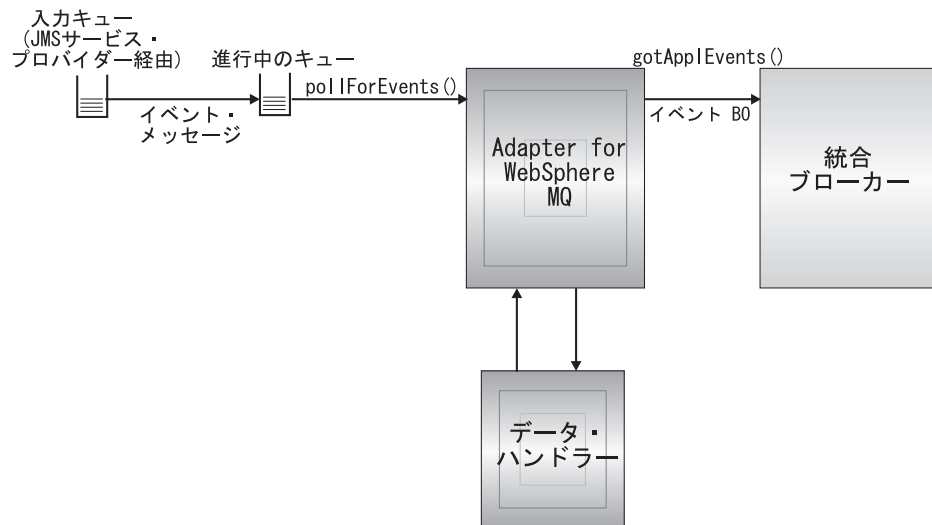 入力キュー
(JMSサービス・
プロバイダー経由)
進行中のキュー
イベント・
メッセージ
pollForEvents()
Adapter for
WebSphere
MQ
gotApplEvents()
イベント BO
統合
ブローカー
データ・
ハンドラー